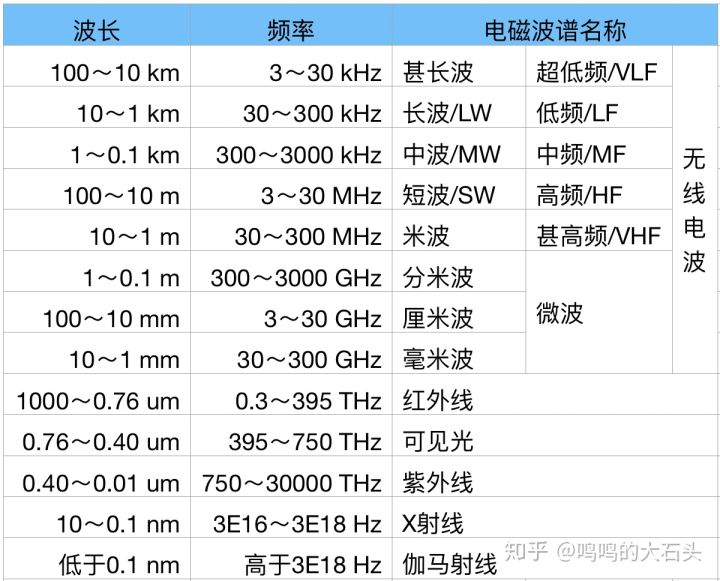 波长 频率 电磁波谱名称
100～10 km 3～30 kHz 甚长波 超低频/VLF
10～1 km 30～300 kHz 长波/LW 低频/LF
1～0.1 km 300～3000 kHz 中波/MW 中频/MF
100～10 m 3～30 MHz 短波/SW 高频/HF
10～1 m 30～300 MHz 米波 甚高频/VHF
无线电波
1～0.1 m 300～3000 GHz 分米波
100～10 mm 3～30 GHz 厘米波 微波
10～1 mm 30～300 GHz 毫米波
1000～0.76 um 0.3～395 THz 红外线
0.76～0.40 um 395～750 THz 可见光
0.40～0.01 um 750～30000 THz 紫外线
10～0.1 nm 3E16～3E18 Hz X射线
低于0.1 nm 高于3E18 Hz 伽马射线
知乎 @鸣鸣的大石头